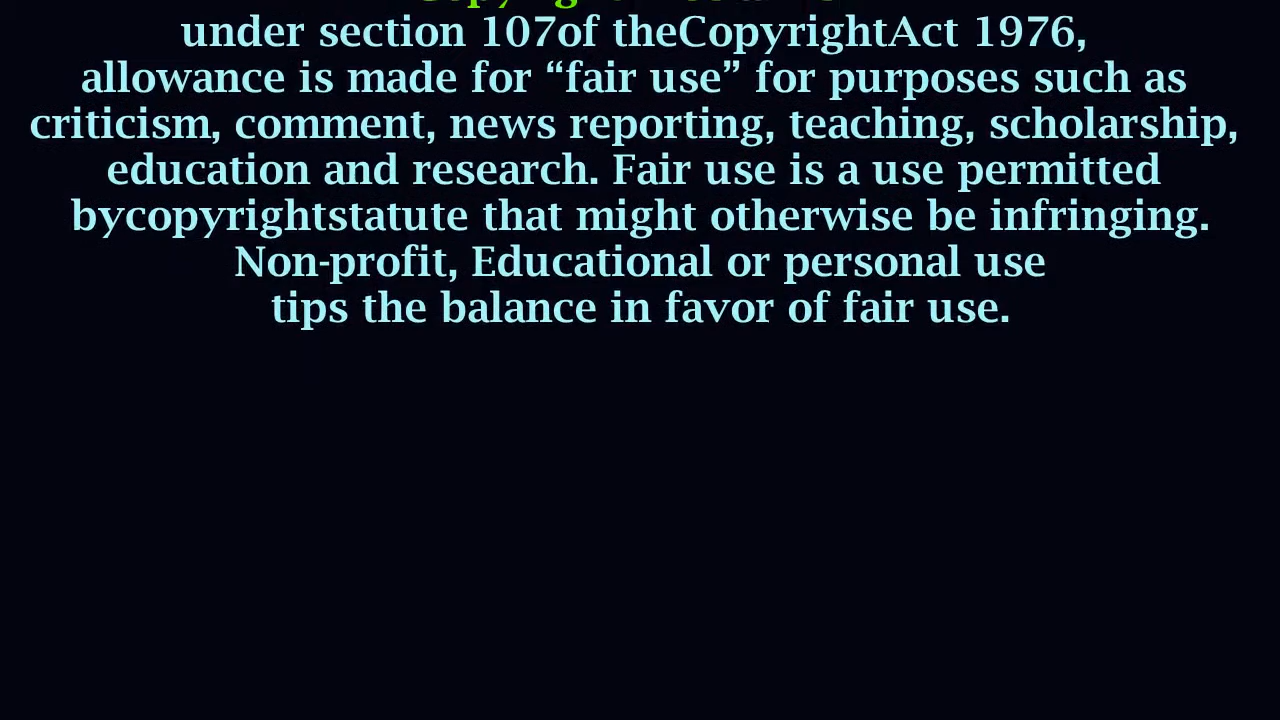 under section 107of theCopyrightAct 1976,
allowance is made for “fair use” for purposes such as
criticism, comment, news reporting, teaching, scholarship,
education and research. Fair use is a use permitted
bycopyrightstatute that might otherwise be infringing.
Non-profit, Educational or personal use
tips the balance in favor of fair use.